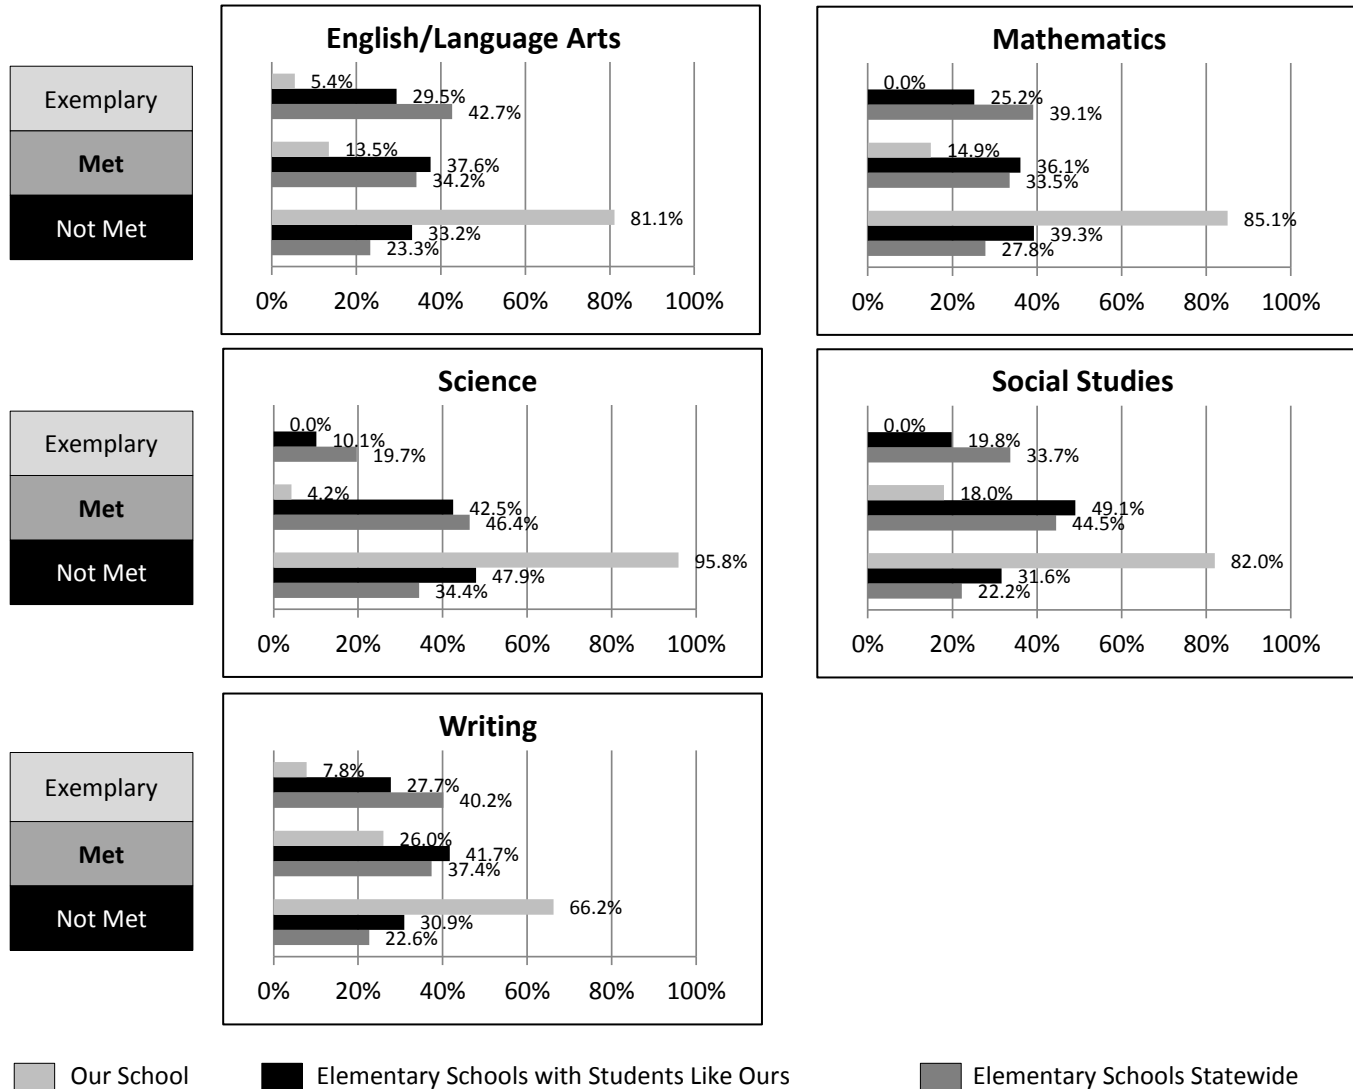 English/Language Arts
Exemplary
Met
Not Met
5.4%
29.5%
42.7%
13.5%
37.6%
34.2%
81.1%
33.2%
23.3%
0% 20% 40% 60% 80% 100%
Mathematics
0.0%
25.2%
39.1%
14.9%
36.1%
33.5%
85.1%
39.3%
27.8%
0% 20% 40% 60% 80% 100%
Science
Exemplary
Met
Not Met
0.0%
10.1%
19.7%
4.2%
42.5%
46.4%
95.8%
47.9%
34.4%
0% 20% 40% 60% 80% 100%
Social Studies
0.0%
19.8%
33.7%
18.0%
49.1%
44.5%
82.0%
31.6%
22.2%
0% 20% 40% 60% 80% 100%
Writing
Exemplary
Met
Not Met
7.8%
27.7%
40.2%
26.0%
41.7%
37.4%
66.2%
30.9%
22.6%
0% 20% 40% 60% 80% 100%
Our School
Elementary Schools with Students Like Ours
Elementary Schools Statewide